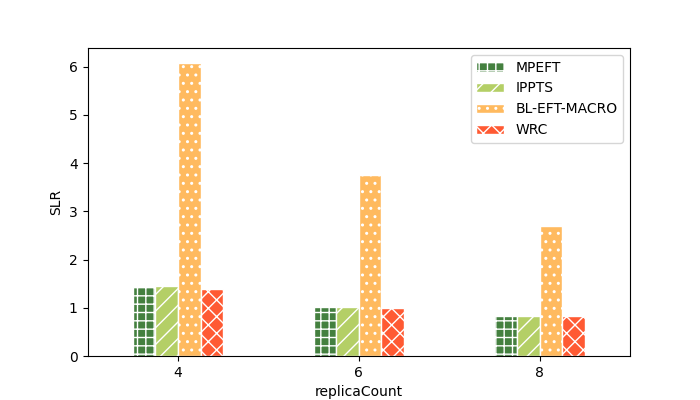 6
5
4
3
2
1
0
SLR
4
6
8
replicaCount
MPEFT
IPPTS
BL-EFT-MACRO
WRC